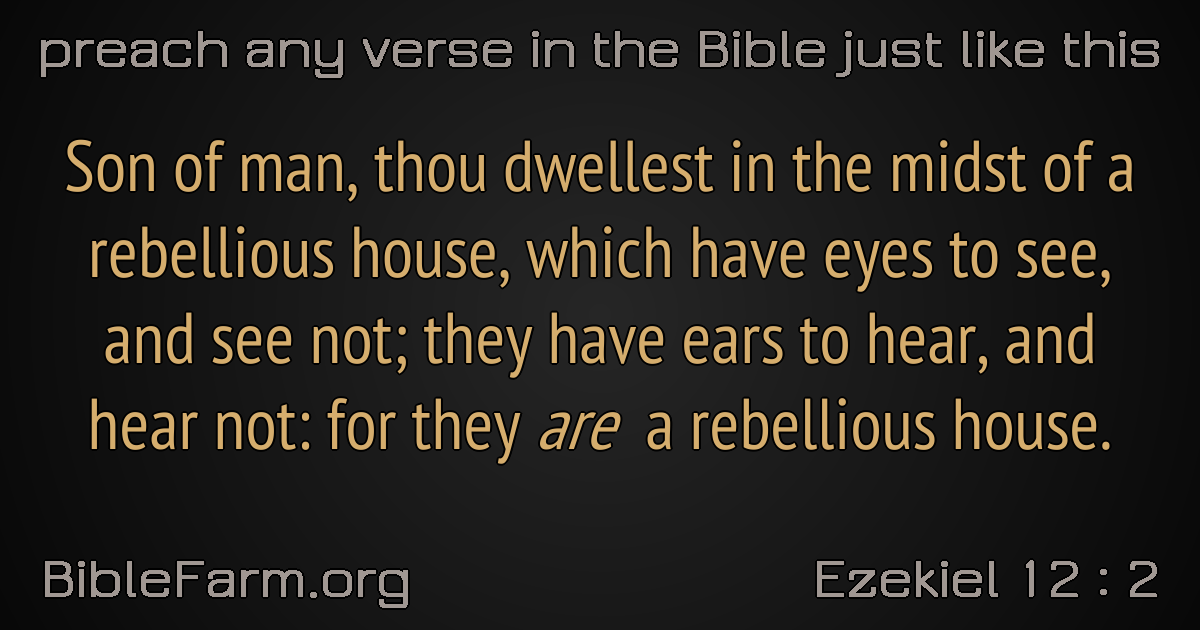 preach any verse in the Bible just like this
Son of man, thou dwellest in the midst of a
rebellious house, which have eyes to see,
and see not; they have ears to hear, and
hear not: for they are a rebellious house.
BibleFarm.org
Ezekiel 12 : 2